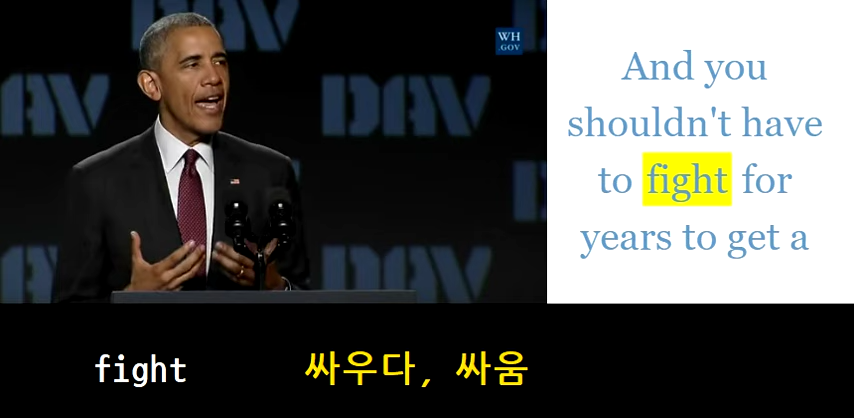 DAV
WH
.GOV
AV
DAV
DAV
And you
shouldn't have
to fight for
years to get a
fight 싸우다, 싸움